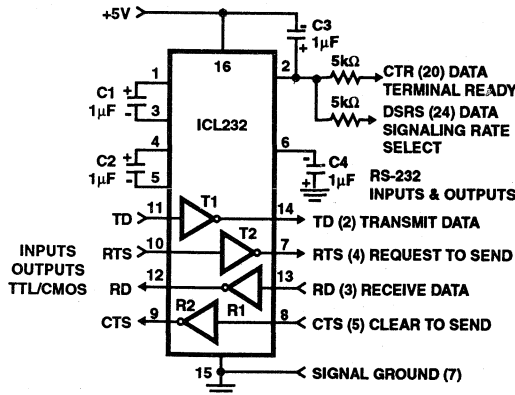 +5V
C3
1μF
-
+
16
2
5kΩ
CTR (20) DATA
TERMINAL READY
5kΩ
DSRS (24) DATA
SIGNALING RATE
SELECT
1
C1
1μF
+
-
3
ICL232
4
C2
1μF
+
-
5
6
C4
1μF
-
+
RS-232
INPUTS & OUTPUTS
TD
11
T1
14
TD (2) TRANSMIT DATA
RTS
10
T2
7
RTS (4) REQUEST TO SEND
INPUTS
OUTPUTS
TTL/CMOS
RD
12
R1
13
RD (3) RECEIVE DATA
CTS
9
R2
8
CTS (5) CLEAR TO SEND
15
SIGNAL GROUND (7)